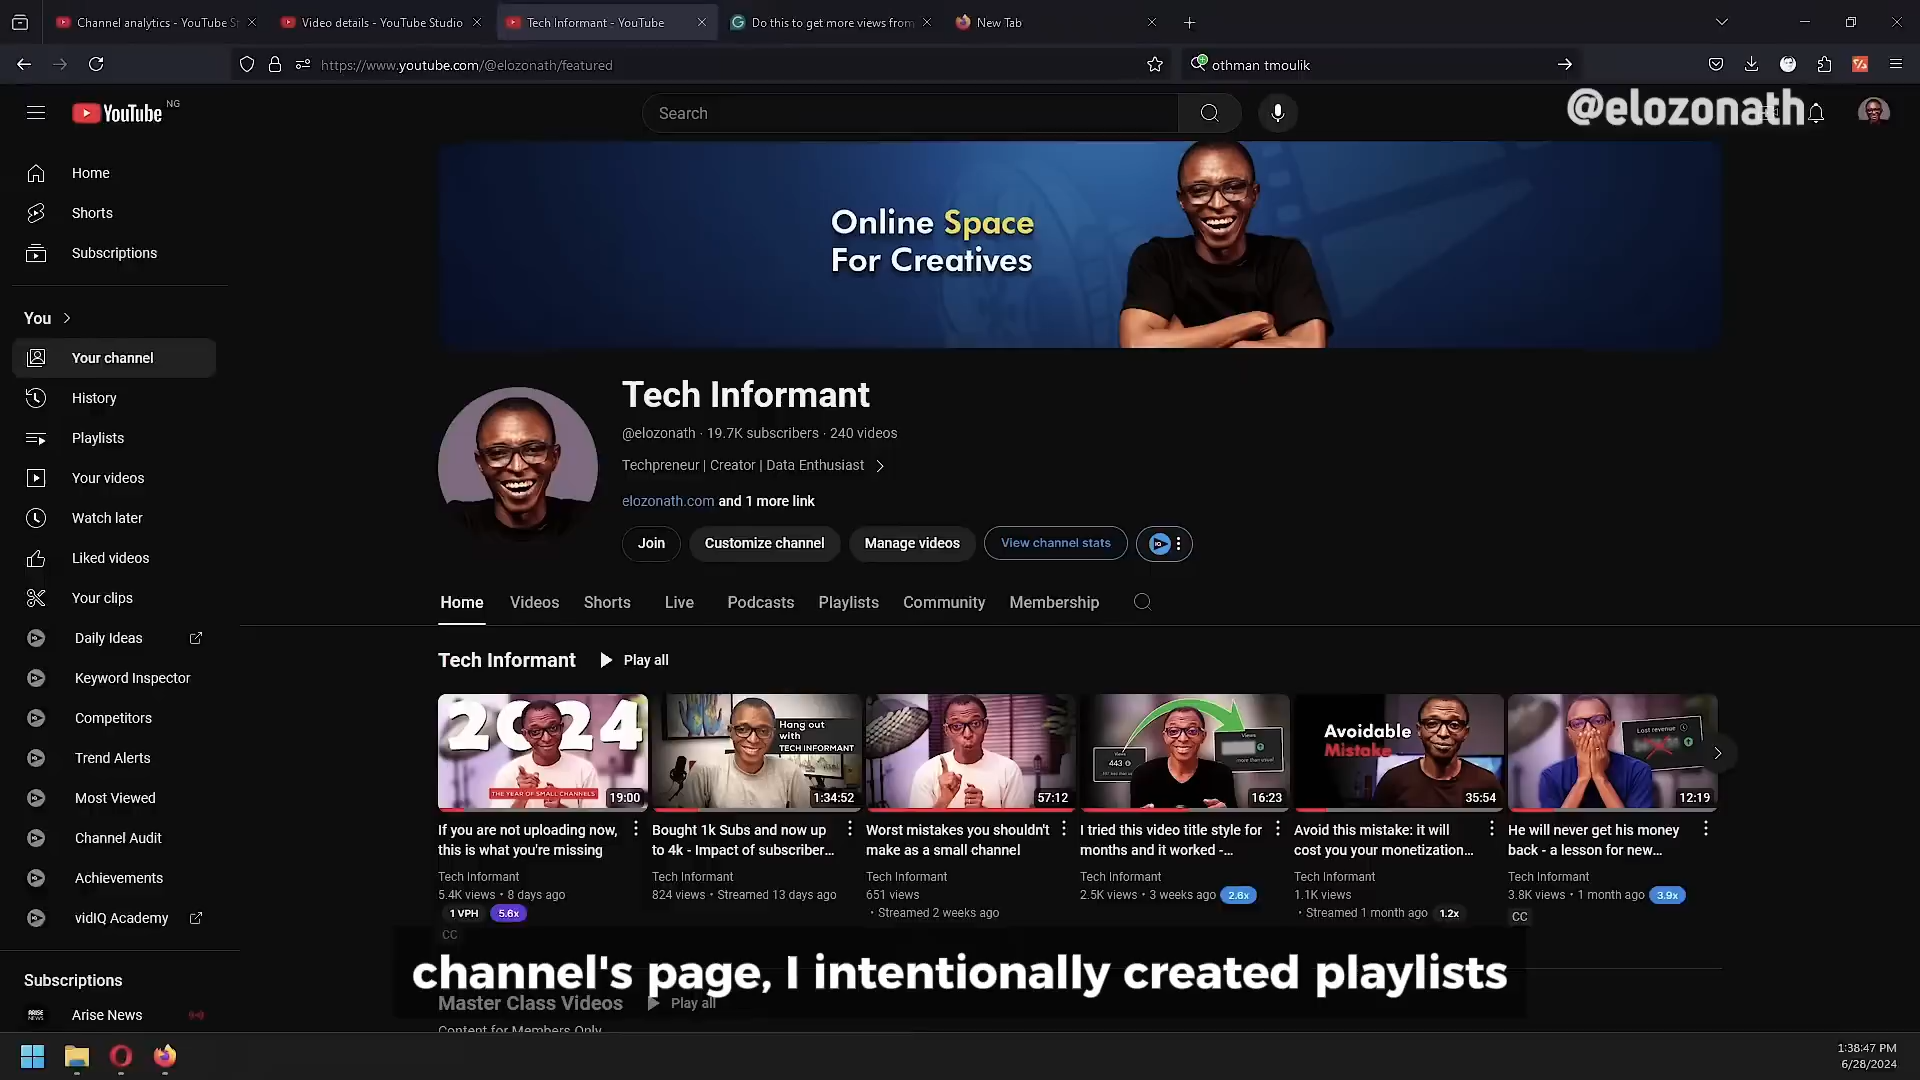 Channel analytics - YouTube S
Video details - YouTube Studio
Tech Informant - YouTube
Do this to get more views from
New Tab
https://www.youtube.com/@elozonath/featured
othman tmoulik
YouTube NG
Search
@elozonath
Home
Shorts
Subscriptions
You
Your channel
History
Playlists
Your videos
Watch later
Liked videos
Your clips
Daily Ideas
Keyword Inspector
Competitors
Trend Alerts
Most Viewed
Channel Audit
Achievements
vidIQ Academy
Subscriptions
Arise News
Online Space
For Creatives
Tech Informant
@elozonath · 19.7K subscribers · 240 videos
Techpreneur | Creator | Data Enthusiast
elozonath.com and 1 more link
Join
Customize channel
Manage videos
View channel stats
Home
Videos
Shorts
Live
Podcasts
Playlists
Community
Membership
Tech Informant
Play all
2024
THE YEAR OF SMALL CHANNELS
19:00
If you are not uploading now,
this is what you're missing
Tech Informant
5.4K views • 8 days ago
1 VPH
5.6x
CC
Hang out
with
TECH INFORMANT
1:34:52
Bought 1k Subs and now up
to 4k - Impact of subscriber...
Tech Informant
824 views • Streamed 13 days ago
57:12
Worst mistakes you shouldn't
make as a small channel
Tech Informant
651 views
• Streamed 2 weeks ago
Views
443
Views
more than usual
16:23
I tried this video title style for
months and it worked -...
Tech Informant
2.5K views • 3 weeks ago
2.6x
Avoidable
Mistake
35:54
Avoid this mistake: it will
cost you your monetization...
Tech Informant
1.1K views
• Streamed 1 month ago
1.2x
Lost revenue
12:19
He will never get his money
back - a lesson for new...
Tech Informant
3.8K views • 1 month ago
3.9x
CC
channel's page, I intentionally created playlists
Master Class Videos
Play all
Content for Members Only
1:38:47 PM
6/28/2024